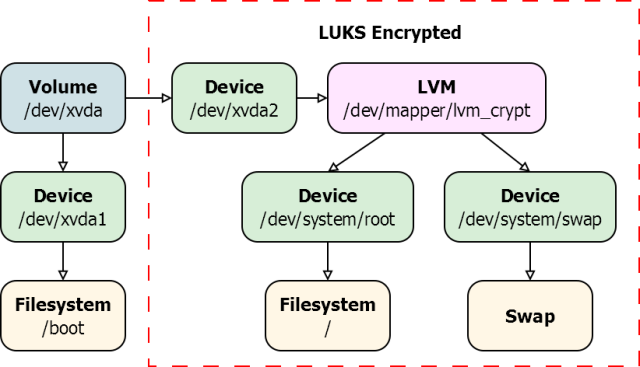 LUKS Encrypted
Volume
/dev/xvda
Device
/dev/xvda2
LVM
/dev/mapper/lvm_crypt
Device
/dev/xvda1
Device
/dev/system/root
Device
/dev/system/swap
Filesystem
/boot
Filesystem
/
Swap